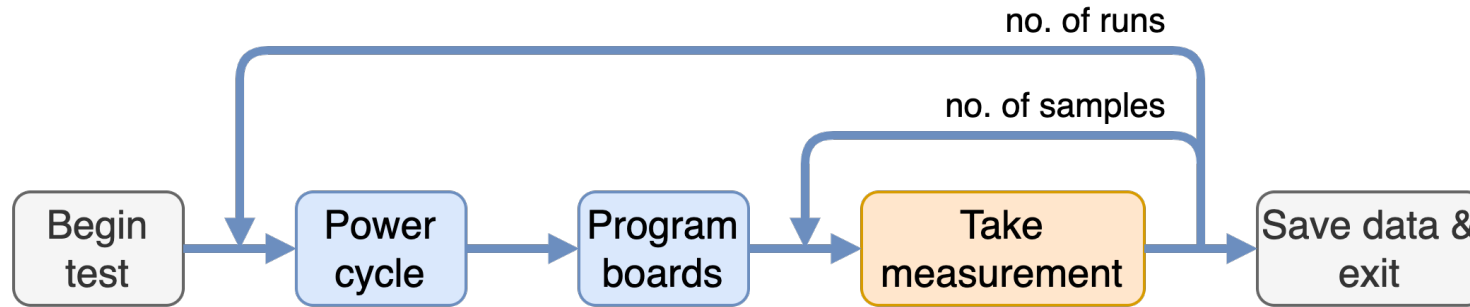 no. of runs
no. of samples
Begin
test
Power
cycle
Program
boards
Take
measurement
Save data &
exit